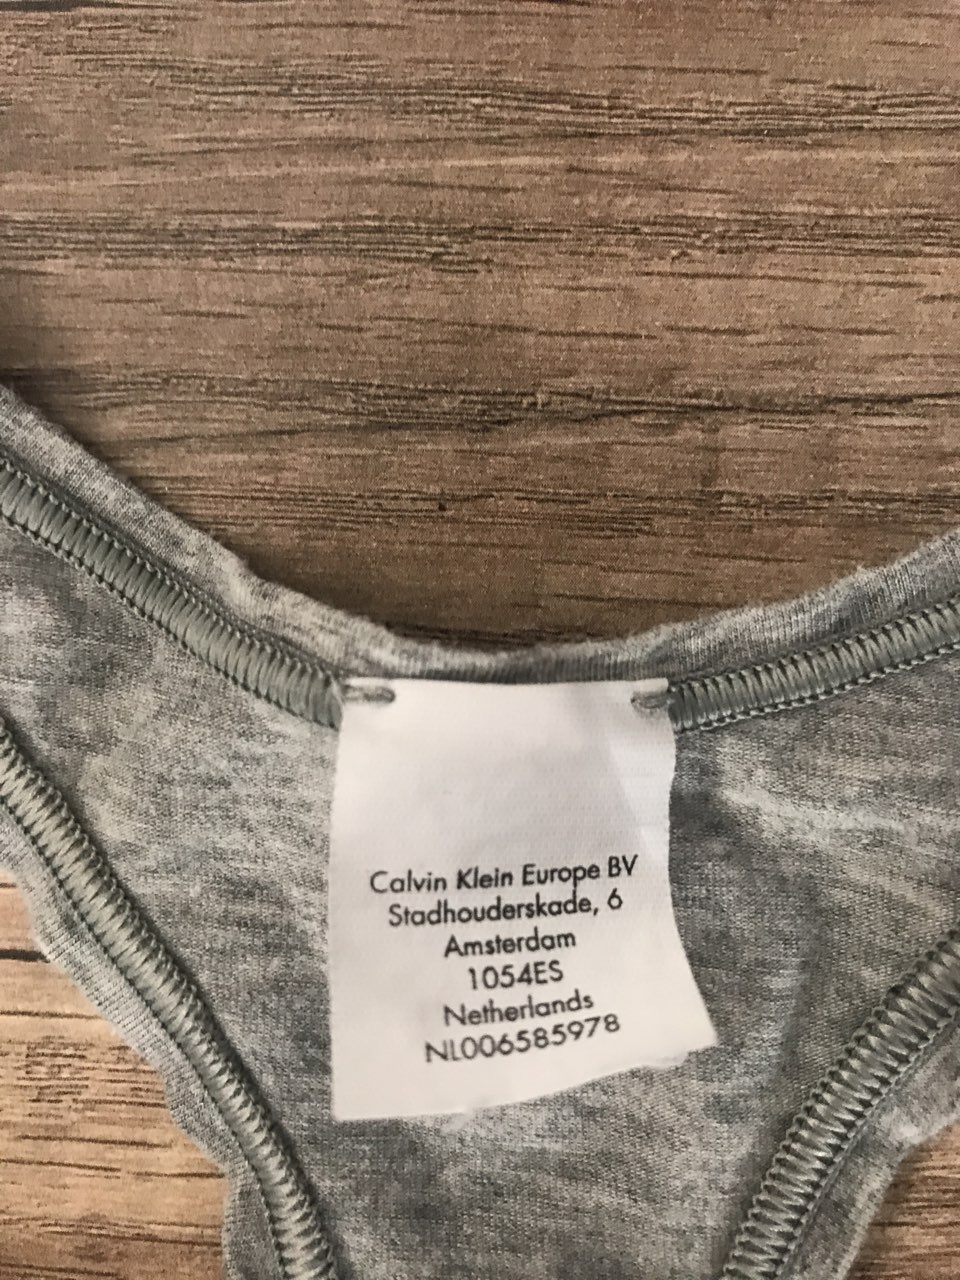 Calvin Klein Europe BV
Stadhouderskade, 6
Amsterdam
1054ES
Netherlands
NL006585978